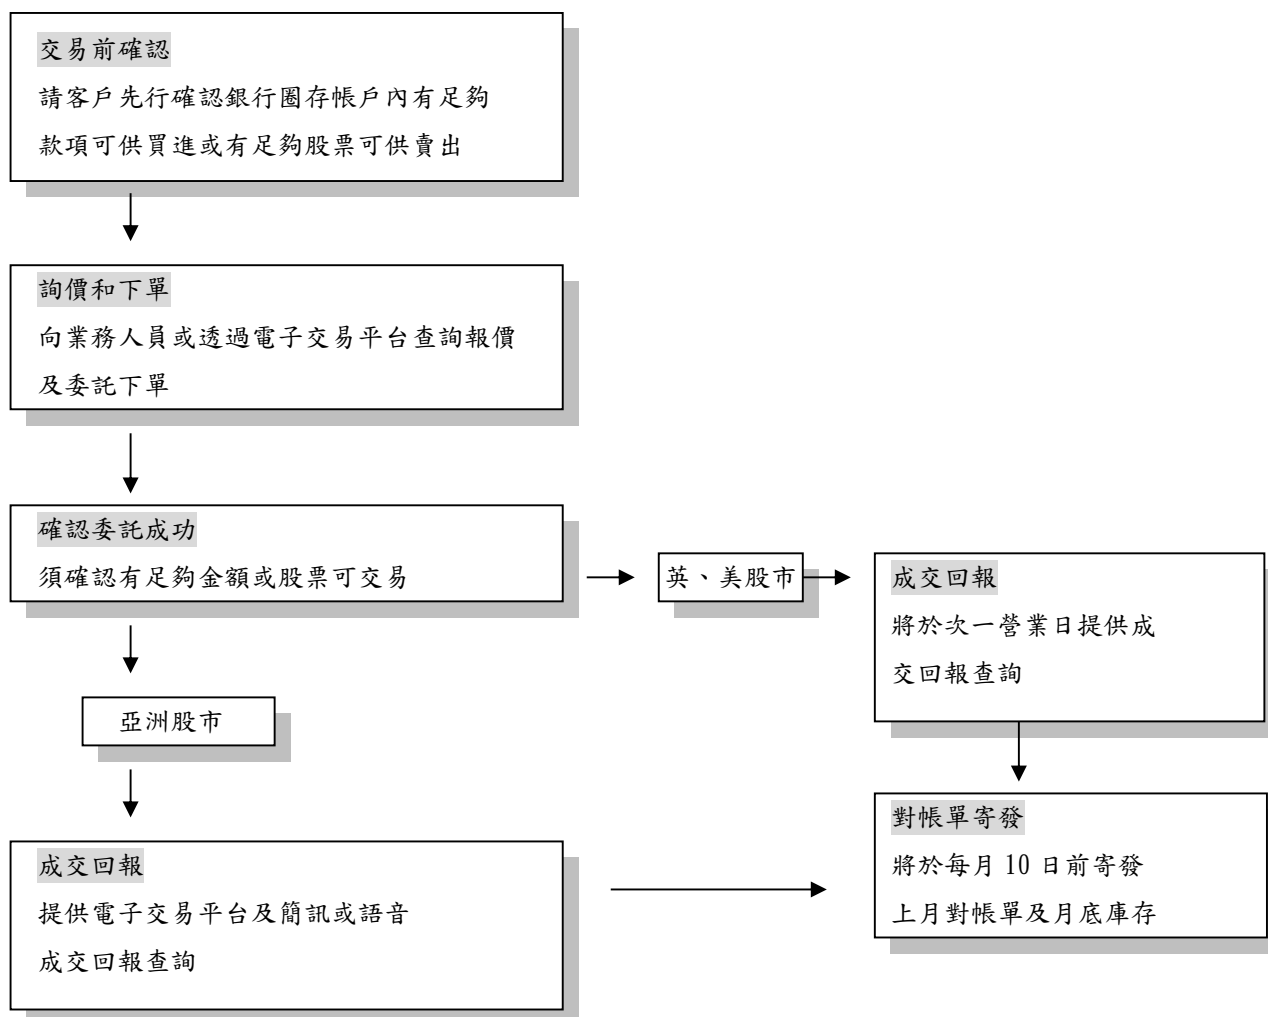 交易前確認
請客戶先行確認銀行圈存帳戶內有足夠
款項可供買進或有足夠股票可供賣出
詢價和下單
向業務人員或透過電子交易平台查詢報價
及委託下單
確認委託成功
須確認有足夠金額或股票可交易
英、美股市
成交回報
將於次一營業日提供成
交回報查詢
亞洲股市
成交回報
提供電子交易平台及簡訊或語音
成交回報查詢
對帳單寄發
將於每月 10 日前寄發
上月對帳單及月底庫存